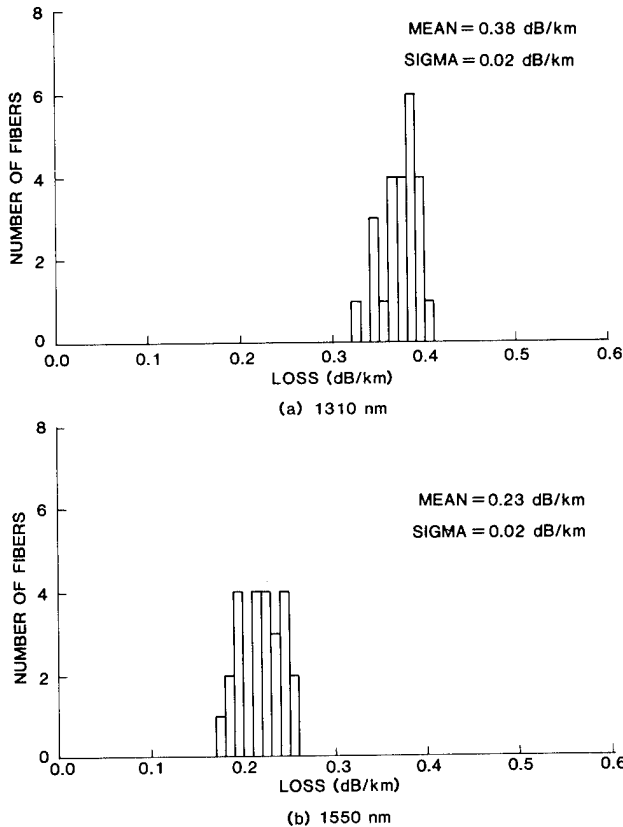 8
6
4
2
0
NUMBER OF FIBERS
MEAN = 0.38 dB/km
SIGMA = 0.02 dB/km
0.0 0.1 0.2 0.3 0.4 0.5 0.6
LOSS (dB/km)
(a) 1310 nm
8
6
4
2
0
NUMBER OF FIBERS
MEAN = 0.23 dB/km
SIGMA = 0.02 dB/km
0.0 0.1 0.2 0.3 0.4 0.5 0.6
LOSS (dB/km)
(b) 1550 nm